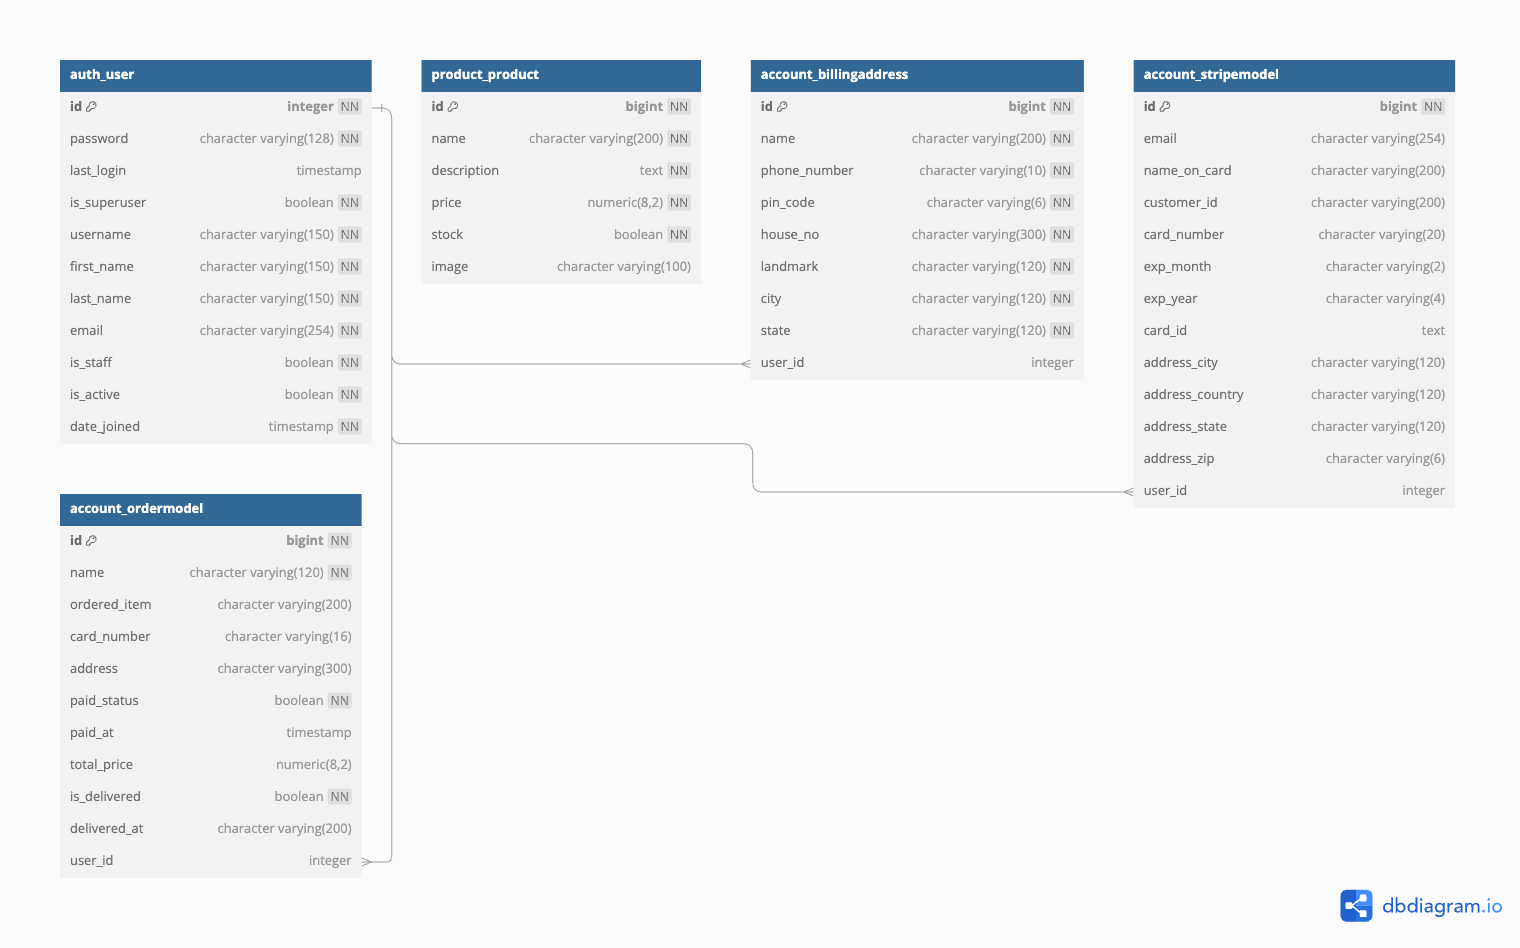 auth_user
id integer NN
password character varying(128) NN
last_login timestamp
is_superuser boolean NN
username character varying(150) NN
first_name character varying(150) NN
last_name character varying(150) NN
email character varying(254) NN
is_staff boolean NN
is_active boolean NN
date_joined timestamp NN
product_product
id bigint NN
name character varying(200) NN
description text NN
price numeric(8,2) NN
stock boolean NN
image character varying(100)
account_billingaddress
id bigint NN
name character varying(200) NN
phone_number character varying(10) NN
pin_code character varying(6) NN
house_no character varying(300) NN
landmark character varying(120) NN
city character varying(120) NN
state character varying(120) NN
user_id integer
account_stripemodel
id bigint NN
email character varying(254)
name_on_card character varying(200)
customer_id character varying(200)
card_number character varying(20)
exp_month character varying(2)
exp_year character varying(4)
card_id text
address_city character varying(120)
address_country character varying(120)
address_state character varying(120)
address_zip character varying(6)
user_id integer
account_ordermodel
id bigint NN
name character varying(120) NN
ordered_item character varying(200)
card_number character varying(16)
address character varying(300)
paid_status boolean NN
paid_at timestamp
total_price numeric(8,2)
is_delivered boolean NN
delivered_at character varying(200)
user_id integer
dbdiagram.io